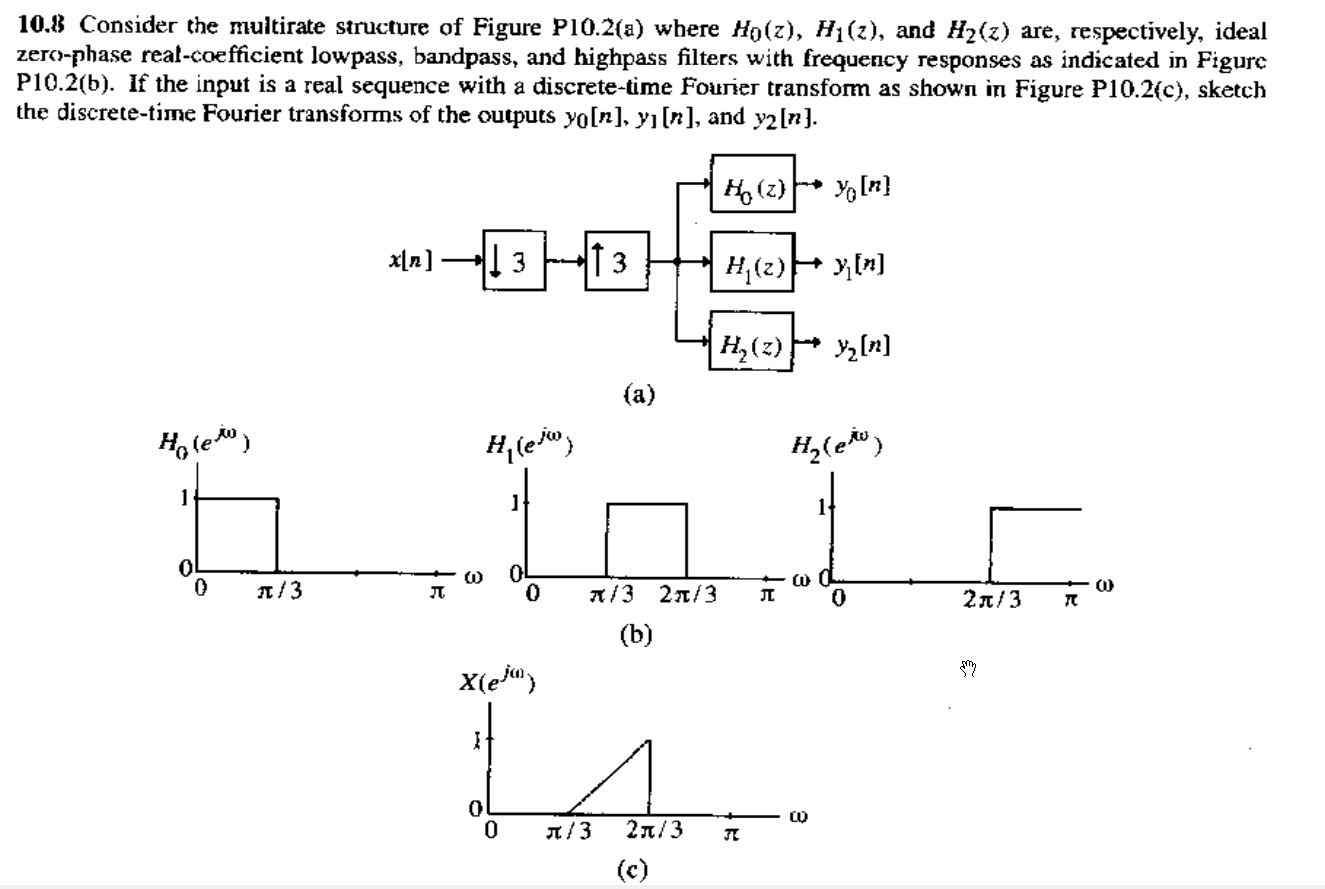 10.8 Consider the multirate structure of Figure P10.2(a) where H₀(z), H₁(z), and H₂(z) are, respectively, ideal
zero-phase real-coefficient lowpass, bandpass, and highpass filters with frequency responses as indicated in Figure
P10.2(b). If the input is a real sequence with a discrete-time Fourier transform as shown in Figure P10.2(c), sketch
the discrete-time Fourier transforms of the outputs y₀[n], y₁[n], and y₂[n].
H₀(z) y₀[n]
x[n] ↓ 3 ↑ 3 H₁(z) y₁[n]
H₂(z) y₂[n]
(a)
H₀(e^{jω}) H₁(e^{jω}) H₂(e^{jω})
1 1 1
0 ω 0 ω 0 ω
0 π/3 π 0 π/3 2π/3 π 0 2π/3 π
(b)
X(e^{jω})
1
0 ω
0 π/3 2π/3 π
(c)